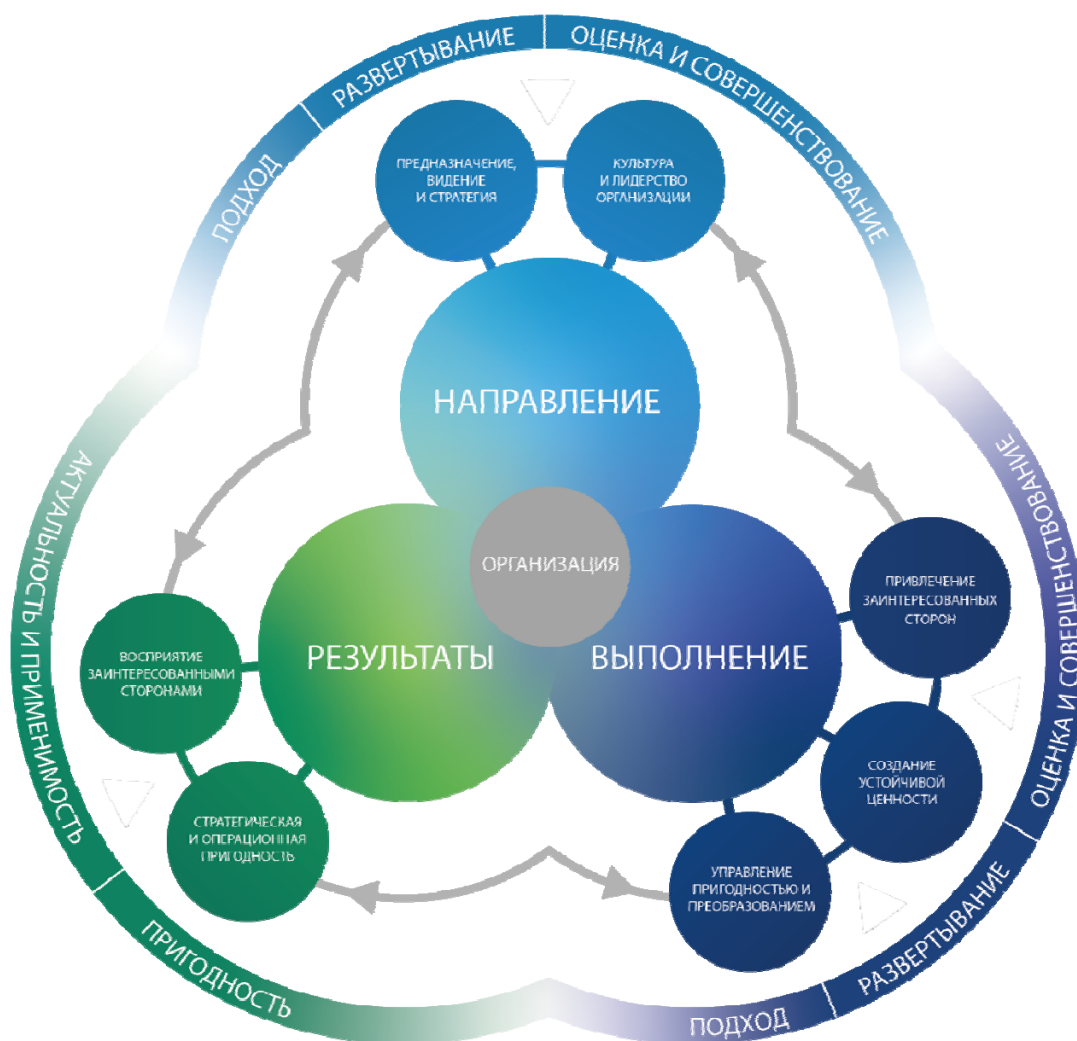 ПОДХОД
РАЗВЕРТЫВАНИЕ
ОЦЕНКА И СОВЕРШЕНСТВОВАНИЕ
ПРЕДНАЗНАЧЕНИЕ,
ВИДЕНИЕ
И СТРАТЕГИЯ
КУЛЬТУРА
И ЛИДЕРСТВО
ОРГАНИЗАЦИИ
НАПРАВЛЕНИЕ
ОРГАНИЗАЦИЯ
РЕЗУЛЬТАТЫ
ВЫПОЛНЕНИЕ
ПРИВЛЕЧЕНИЕ
ЗАИНТЕРЕСОВАННЫХ
СТОРОН
СОЗДАНИЕ
УСТОЙЧИВОЙ
ЦЕННОСТИ
УПРАВЛЕНИЕ
ПРИГОДНОСТЬЮ И
ПРЕОБРАЗОВАНИЕМ
ВОСПРИЯТИЕ
ЗАИНТЕРЕСОВАННЫМИ
СТОРОНАМИ
СТРАТЕГИЧЕСКАЯ
И ОПЕРАЦИОННАЯ
ПРИГОДНОСТЬ
ОЦЕНКА И СОВЕРШЕНСТВОВАНИЕ
РАЗВЕРТЫВАНИЕ
ПОДХОД
АКТУАЛЬНОСТЬ И ПРИМЕНИМОСТЬ
ПРИГОДНОСТЬ